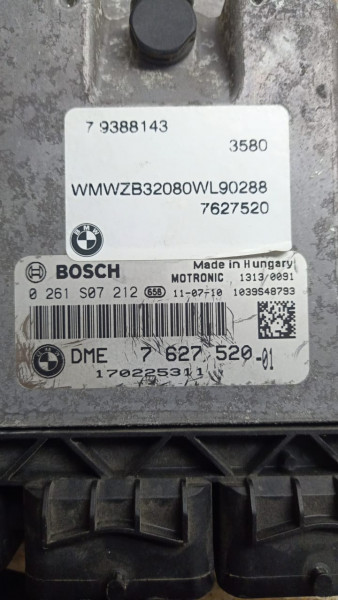 7 9388143
3580
WMWZB32080WL90288
7627520
BOSCH
Made in Hungary
MOTRONIC 1313/0091
0 261 S07 212 656 11-07-10 1039S48793
DME 7 627 520-01
170225311